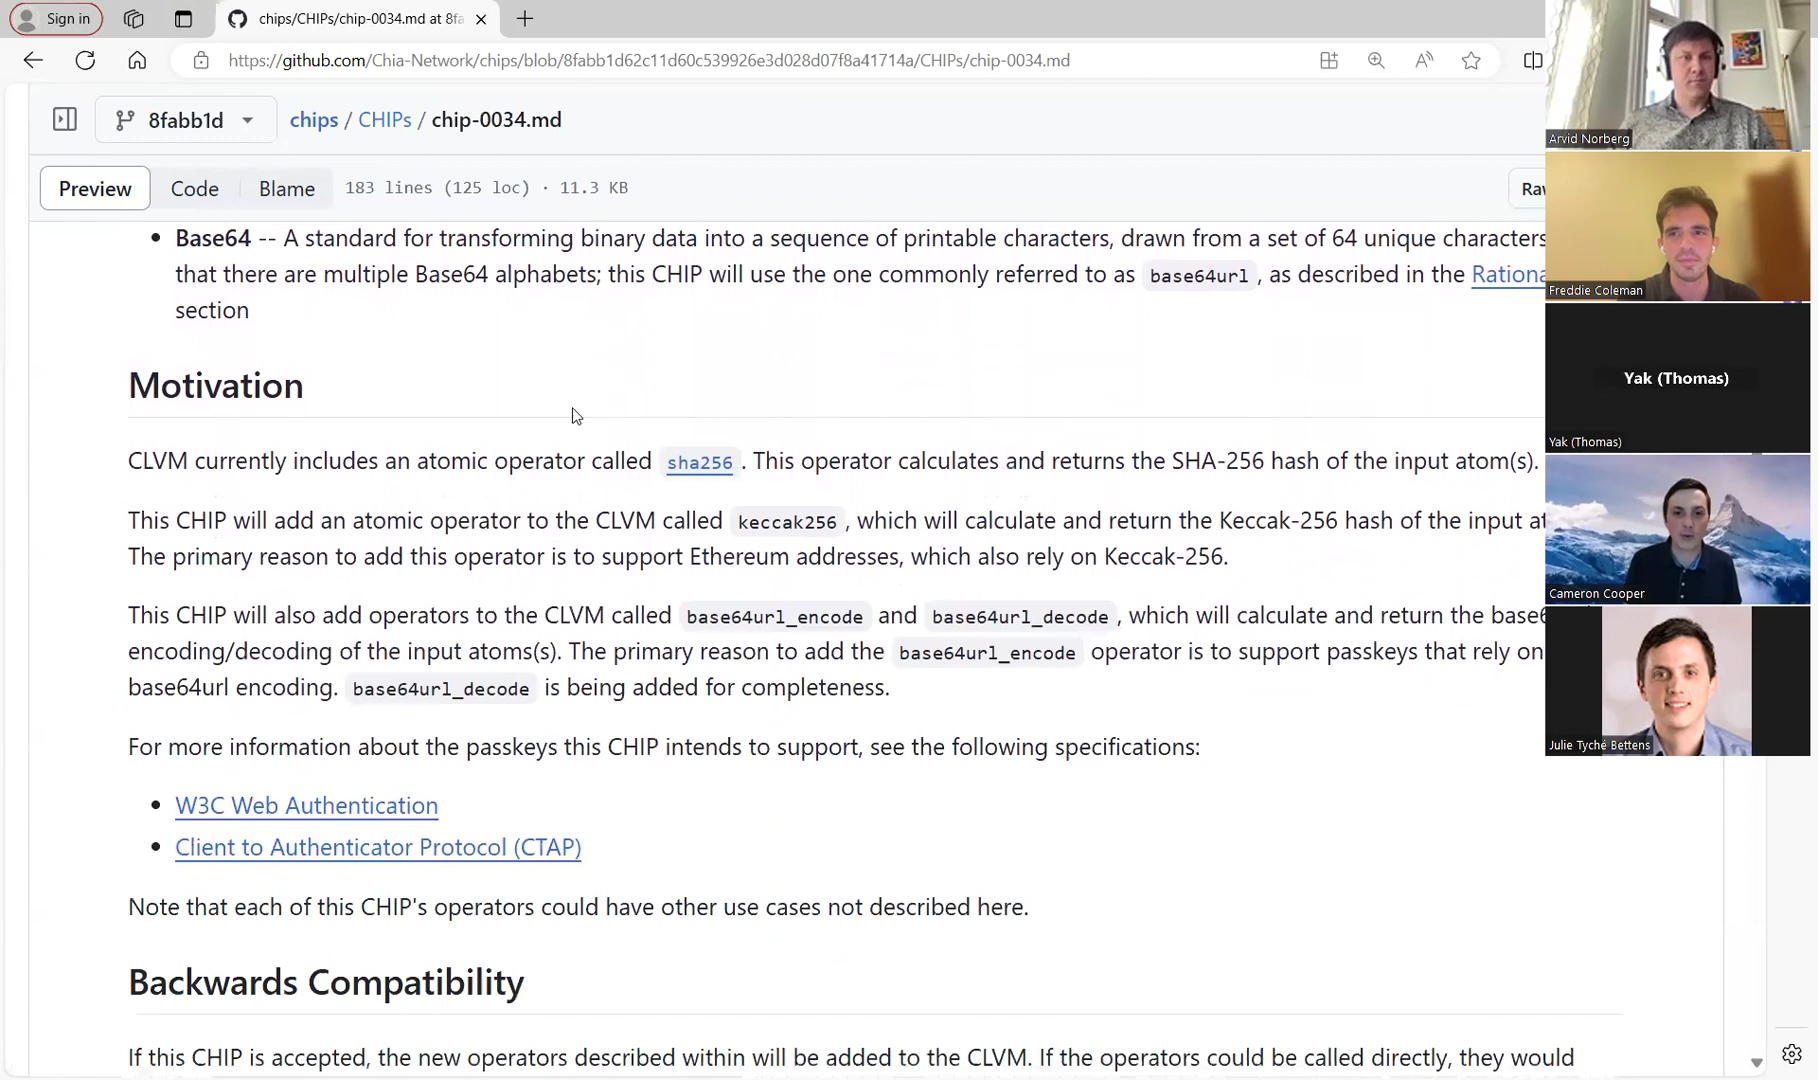 Sign in
chips/CHIPs/chip-0034.md at 8fa
https://github.com/Chia-Network/chips/blob/8fabb1d62c11d60c539926e3d028d07f8a41714a/CHIPs/chip-0034.md
8fabb1d
chips / CHIPs / chip-0034.md
Preview
Code
Blame
183 lines (125 loc) · 11.3 KB
Raw
• Base64 -- A standard for transforming binary data into a sequence of printable characters, drawn from a set of 64 unique characters
that there are multiple Base64 alphabets; this CHIP will use the one commonly referred to as base64url, as described in the Rationa
section
Motivation
CLVM currently includes an atomic operator called sha256. This operator calculates and returns the SHA-256 hash of the input atom(s).
This CHIP will add an atomic operator to the CLVM called keccak256, which will calculate and return the Keccak-256 hash of the input at
The primary reason to add this operator is to support Ethereum addresses, which also rely on Keccak-256.
This CHIP will also add operators to the CLVM called base64url_encode and base64url_decode, which will calculate and return the base6
encoding/decoding of the input atoms(s). The primary reason to add the base64url_encode operator is to support passkeys that rely on
base64url encoding. base64url_decode is being added for completeness.
For more information about the passkeys this CHIP intends to support, see the following specifications:
• W3C Web Authentication
• Client to Authenticator Protocol (CTAP)
Note that each of this CHIP's operators could have other use cases not described here.
Backwards Compatibility
If this CHIP is accepted, the new operators described within will be added to the CLVM. If the operators could be called directly, they would
Arvid Norberg
Freddie Coleman
Yak (Thomas)
Yak (Thomas)
Cameron Cooper
Julie Tyché Bettens